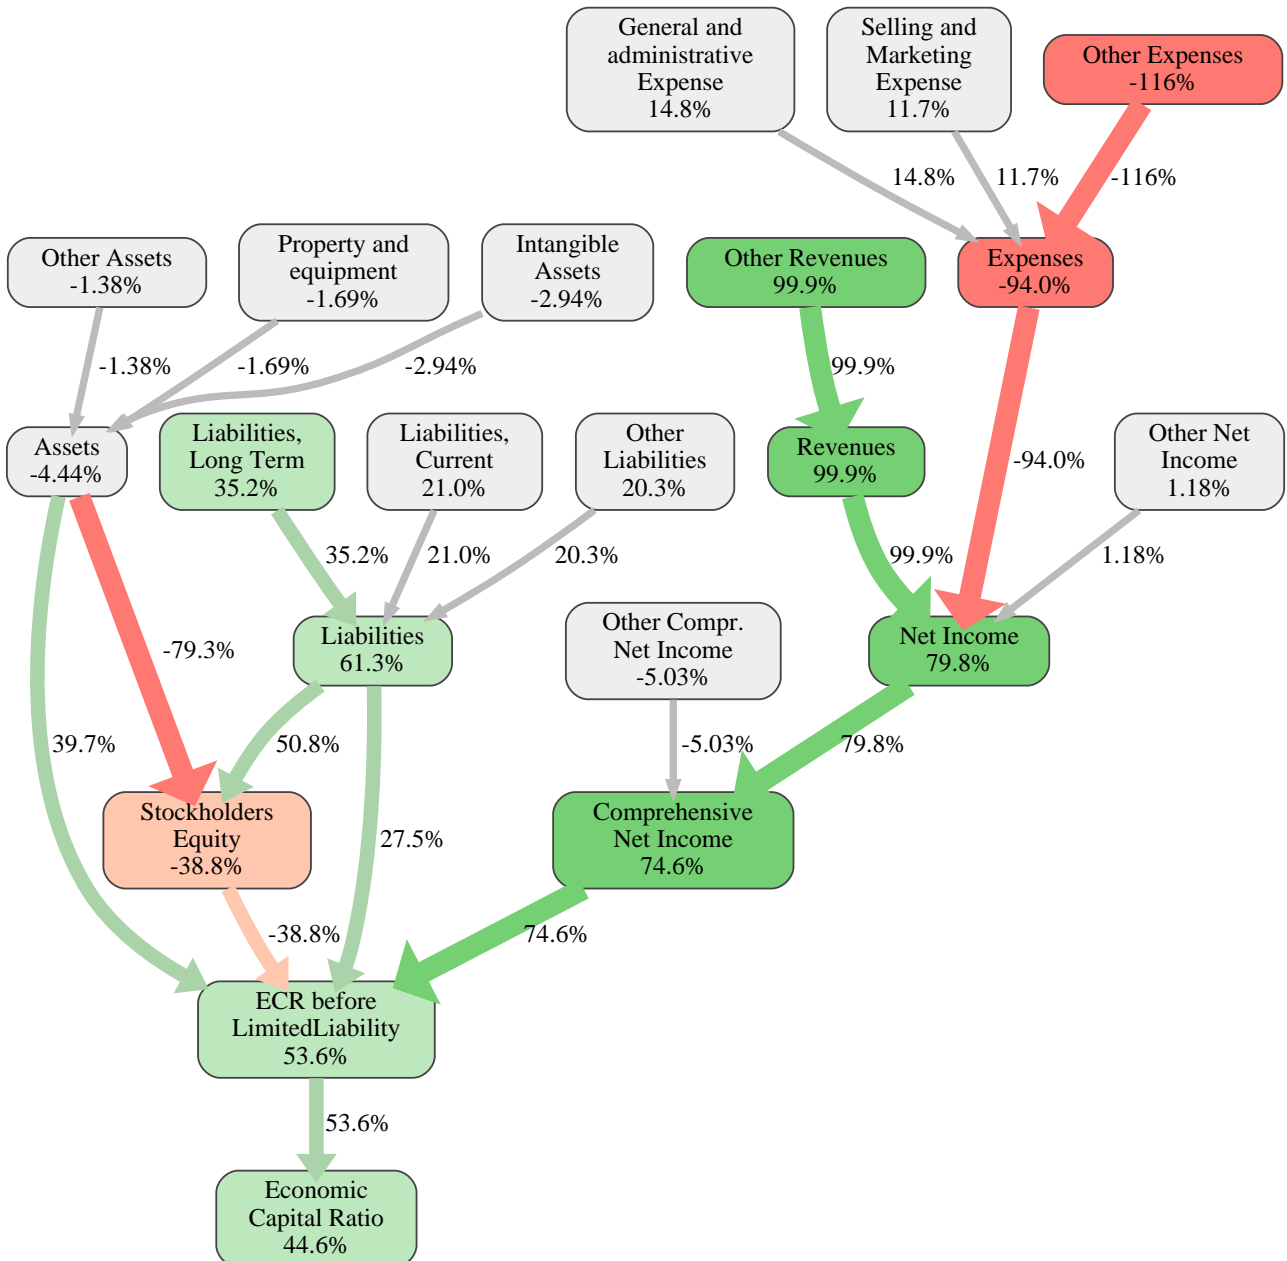 General and
administrative
Expense
14.8%
Selling and
Marketing
Expense
11.7%
Other Expenses
-116%
14.8%
11.7%
-116%
Other Assets
-1.38%
Property and
equipment
-1.69%
Intangible
Assets
-2.94%
Other Revenues
99.9%
Expenses
-94.0%
-1.38%
-1.69%
-2.94%
99.9%
-94.0%
Assets
-4.44%
Liabilities,
Long Term
35.2%
Liabilities,
Current
21.0%
Other
Liabilities
20.3%
Revenues
99.9%
Other Net
Income
1.18%
35.2%
21.0%
20.3%
99.9%
1.18%
-79.3%
Liabilities
61.3%
Other Compr.
Net Income
-5.03%
Net Income
79.8%
39.7%
50.8%
-5.03%
79.8%
Stockholders
Equity
-38.8%
27.5%
Comprehensive
Net Income
74.6%
-38.8%
74.6%
ECR before
LimitedLiability
53.6%
53.6%
Economic
Capital Ratio
44.6%